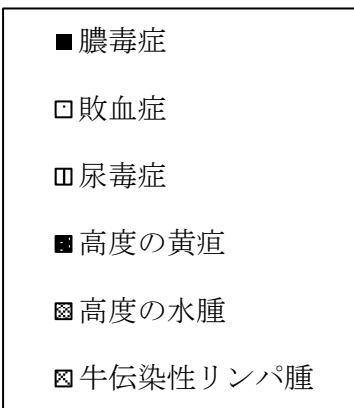 膿毒症
敗血症
尿毒症
高度の黄疸
高度の水腫
牛伝染性リンパ腫